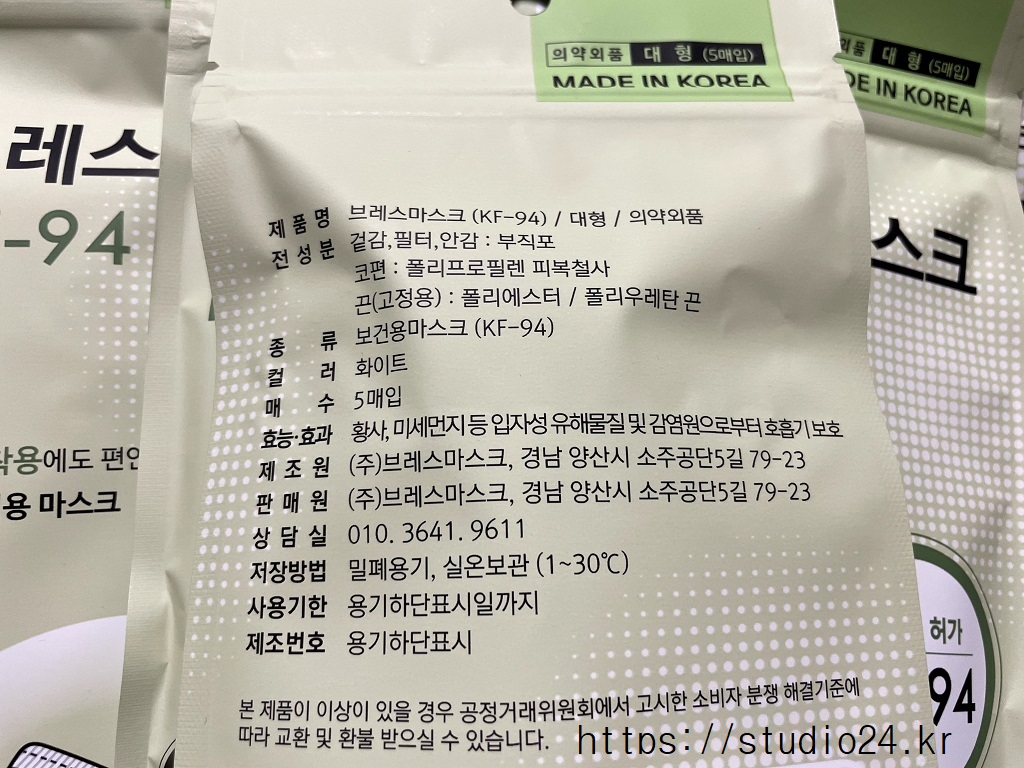 의약외품 대 형 (5매입)
MADE IN KOREA
의품 대 형 (5매입)
DE IN KOREA
레스
-94
스크
제품명 브레스마스크 (KF-94) / 대형 / 의약외품
전성분 겉감,필터,안감 : 부직포
코편 : 폴리프로필렌 피복철사
끈(고정용) : 폴리에스터 / 폴리우레탄 끈
종 류 보건용마스크 (KF-94)
컬 러 화이트
매 수 5매입
효능·효과 황사, 미세먼지 등 입자성 유해물질 및 감염원으로부터 호흡기 보호
제조원 (주)브레스마스크, 경남 양산시 소주공단5길 79-23
판매원 (주)브레스마스크, 경남 양산시 소주공단5길 79-23
상담실 010. 3641. 9611
저장방법 밀폐용기, 실온보관 (1~30℃)
사용기한 용기하단표시일까지
제조번호 용기하단표시
본 제품이 이상이 있을 경우 공정거래위원회에서 고시한 소비자 분쟁 해결기준에
따라 교환 및 환불 받으실 수 있습니다.
착용에도 편안
용 마스크
허가
94
https://studio24.kr